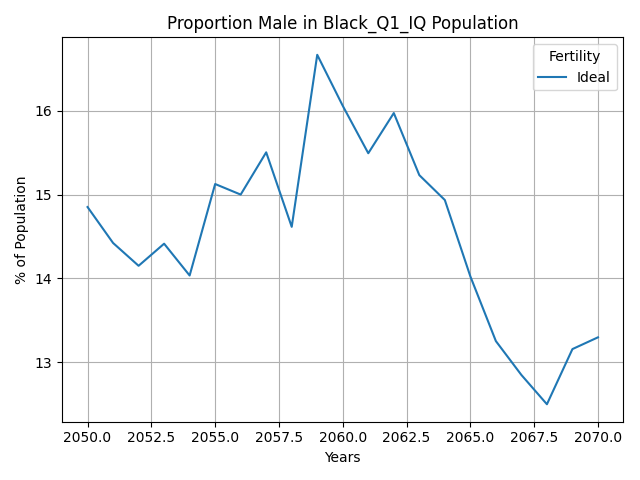 Proportion Male in Black_Q1_IQ Population
Fertility
Ideal
% of Population
16
15
14
13
2050.0 2052.5 2055.0 2057.5 2060.0 2062.5 2065.0 2067.5 2070.0
Years